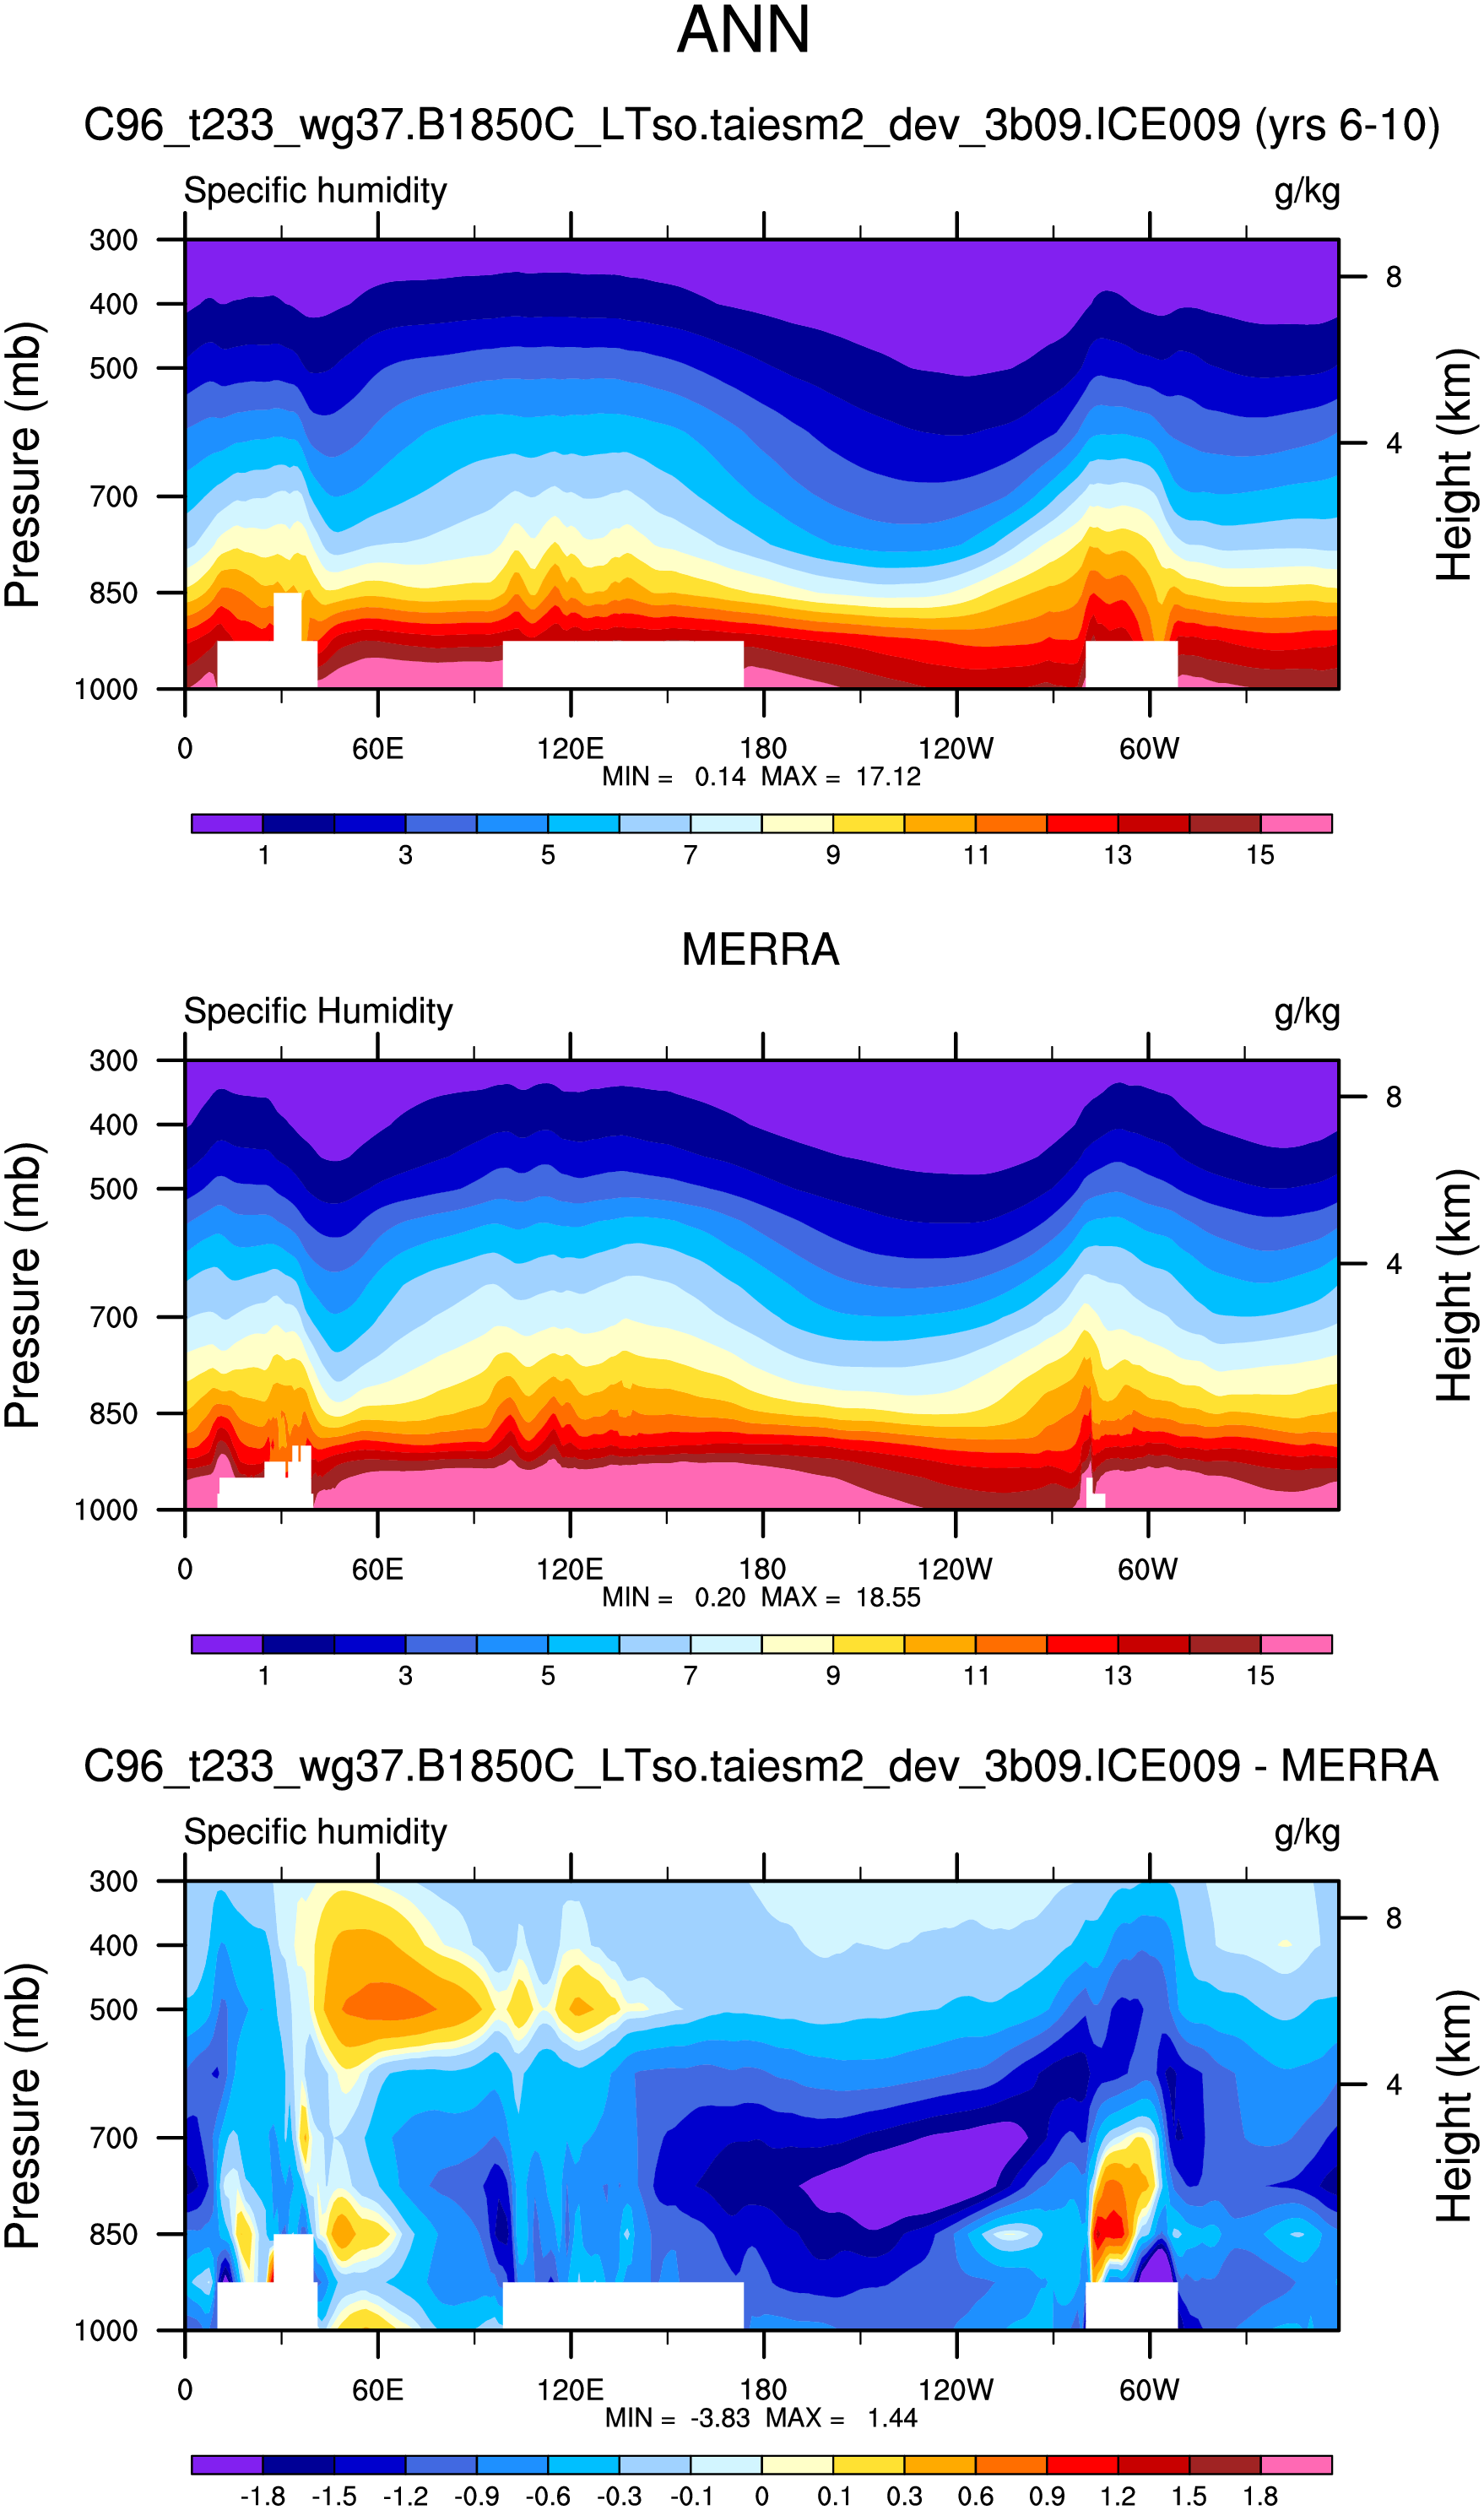 ANN
C96_t233_wg37.B1850C_LTso.taiesm2_dev_3b09.ICE009 (yrs 6-10)
Specific humidity g/kg
Pressure (mb)
300
400
500
700
850
1000
8
4
Height (km)
0 60E 120E 180 120W 60W
MIN = 0.14 MAX = 17.12
1 3 5 7 9 11 13 15
MERRA
Specific Humidity g/kg
Pressure (mb)
300
400
500
700
850
1000
8
4
Height (km)
0 60E 120E 180 120W 60W
MIN = 0.20 MAX = 18.55
1 3 5 7 9 11 13 15
C96_t233_wg37.B1850C_LTso.taiesm2_dev_3b09.ICE009 - MERRA
Specific humidity g/kg
Pressure (mb)
300
400
500
700
850
1000
8
4
Height (km)
0 60E 120E 180 120W 60W
MIN = -3.83 MAX = 1.44
-1.8 -1.5 -1.2 -0.9 -0.6 -0.3 -0.1 0 0.1 0.3 0.6 0.9 1.2 1.5 1.8